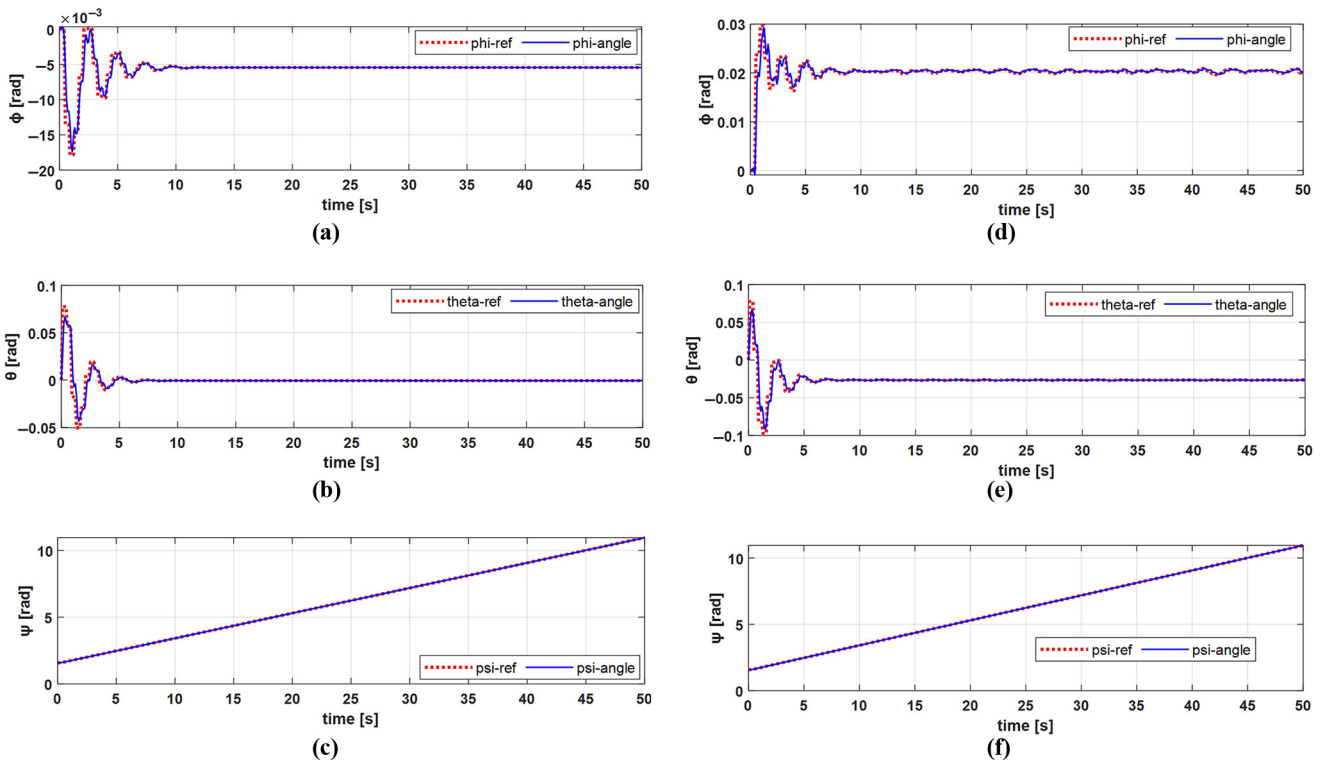 ×10⁻³
0
−5
−10
−15
−20
ϕ [rad]
phi-ref phi-angle
0 5 10 15 20 25 30 35 40 45 50
time [s]
(a)
0.03
0.02
0.01
0
ϕ [rad]
phi-ref phi-angle
0 5 10 15 20 25 30 35 40 45 50
time [s]
(d)
0.1
0.05
0
−0.05
θ [rad]
theta-ref theta-angle
0 5 10 15 20 25 30 35 40 45 50
time [s]
(b)
0.1
0.05
0
−0.05
−0.1
θ [rad]
theta-ref theta-angle
0 5 10 15 20 25 30 35 40 45 50
time [s]
(e)
10
5
0
ψ [rad]
psi-ref psi-angle
0 5 10 15 20 25 30 35 40 45 50
time [s]
(c)
10
5
0
ψ [rad]
psi-ref psi-angle
0 5 10 15 20 25 30 35 40 45 50
time [s]
(f)